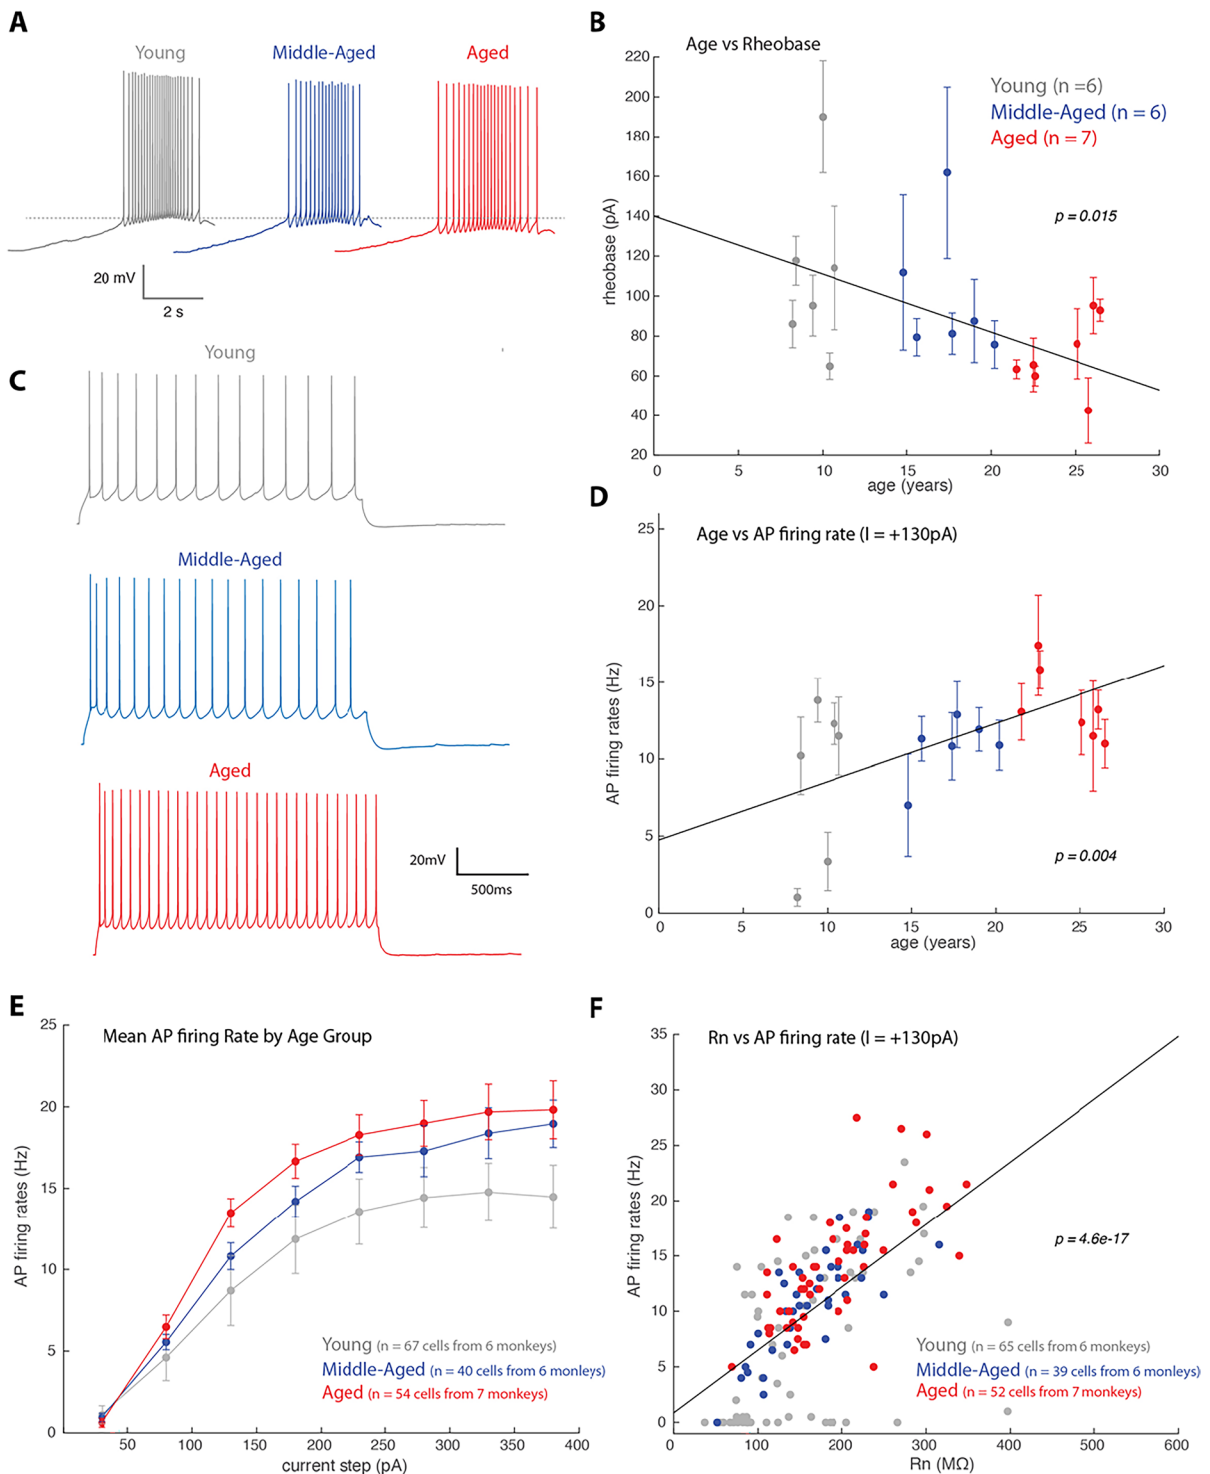 A
Young
Middle-Aged
Aged
20 mV
2 s
B
Age vs Rheobase
Young (n =6)
Middle-Aged (n = 6)
Aged (n = 7)
p = 0.015
rheobase (pA)
220
200
180
160
140
120
100
80
60
40
20
0
5
10
15
20
25
30
age (years)
C
Young
Middle-Aged
Aged
20mV
500ms
D
Age vs AP firing rate (I = +130pA)
AP firing rates (Hz)
25
20
15
10
5
0
p = 0.004
0
5
10
15
20
25
30
age (years)
E
Mean AP firing Rate by Age Group
AP firing rates (Hz)
25
20
15
10
5
0
Young (n = 67 cells from 6 monkeys)
Middle-Aged (n = 40 cells from 6 monleys)
Aged (n = 54 cells from 7 monkeys)
50
100
150
200
250
300
350
400
current step (pA)
F
Rn vs AP firing rate (I = +130pA)
AP firing rates (Hz)
35
30
25
20
15
10
5
0
p = 4.6e-17
Young (n = 65 cells from 6 monkeys)
Middle-Aged (n = 39 cells from 6 monkeys)
Aged (n = 52 cells from 7 monkeys)
0
100
200
300
400
500
600
Rn (MΩ)